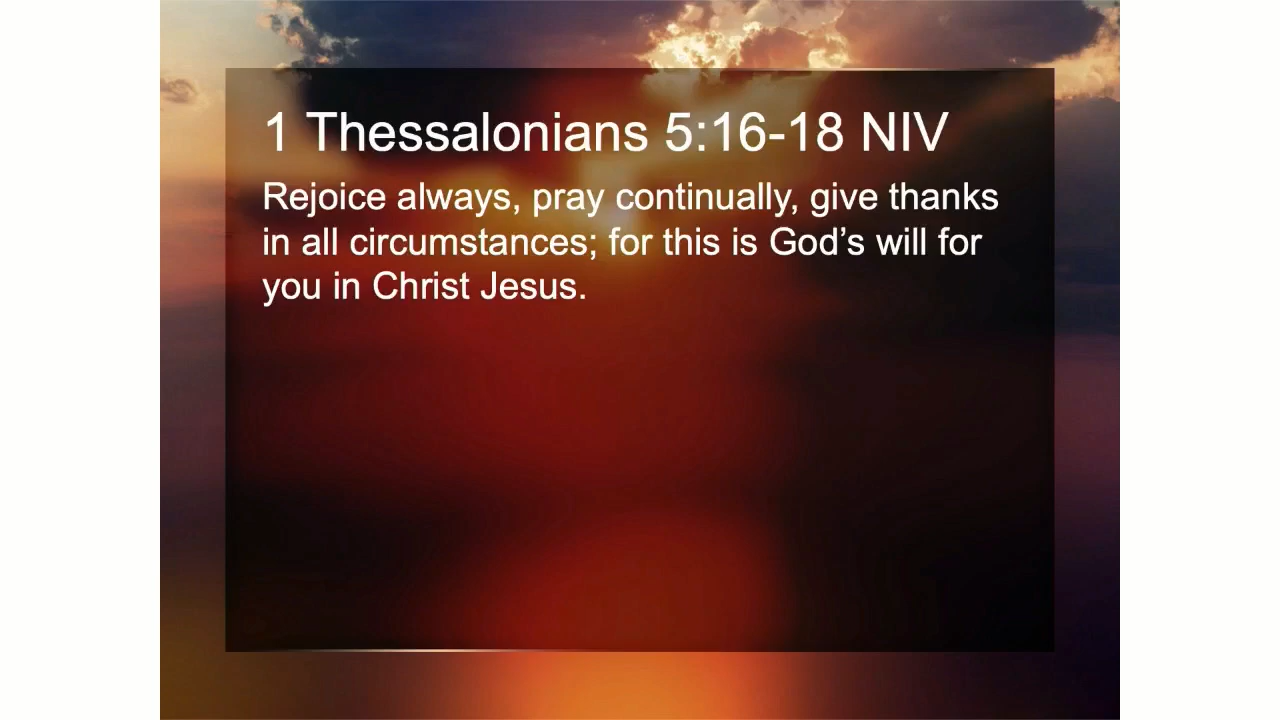 1 Thessalonians 5:16-18 NIV
Rejoice always, pray continually, give thanks
in all circumstances; for this is God’s will for
you in Christ Jesus.